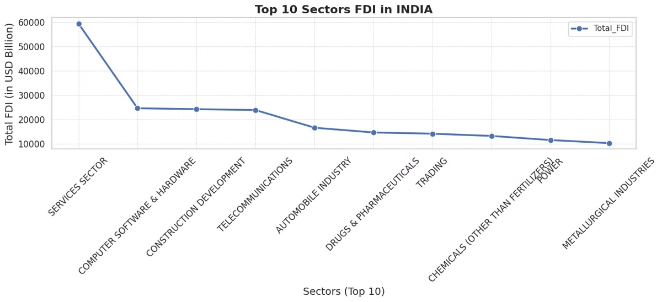 Top 10 Sectors FDI in INDIA
Total_FDI
Total FDI (in USD Billion)
60000
50000
40000
30000
20000
10000
SERVICES SECTOR
COMPUTER SOFTWARE & HARDWARE
CONSTRUCTION DEVELOPMENT
TELECOMMUNICATIONS
AUTOMOBILE INDUSTRY
DRUGS & PHARMACEUTICALS
TRADING
CHEMICALS (OTHER THAN FERTILIZERS)
POWER
METALLURGICAL INDUSTRIES
Sectors (Top 10)